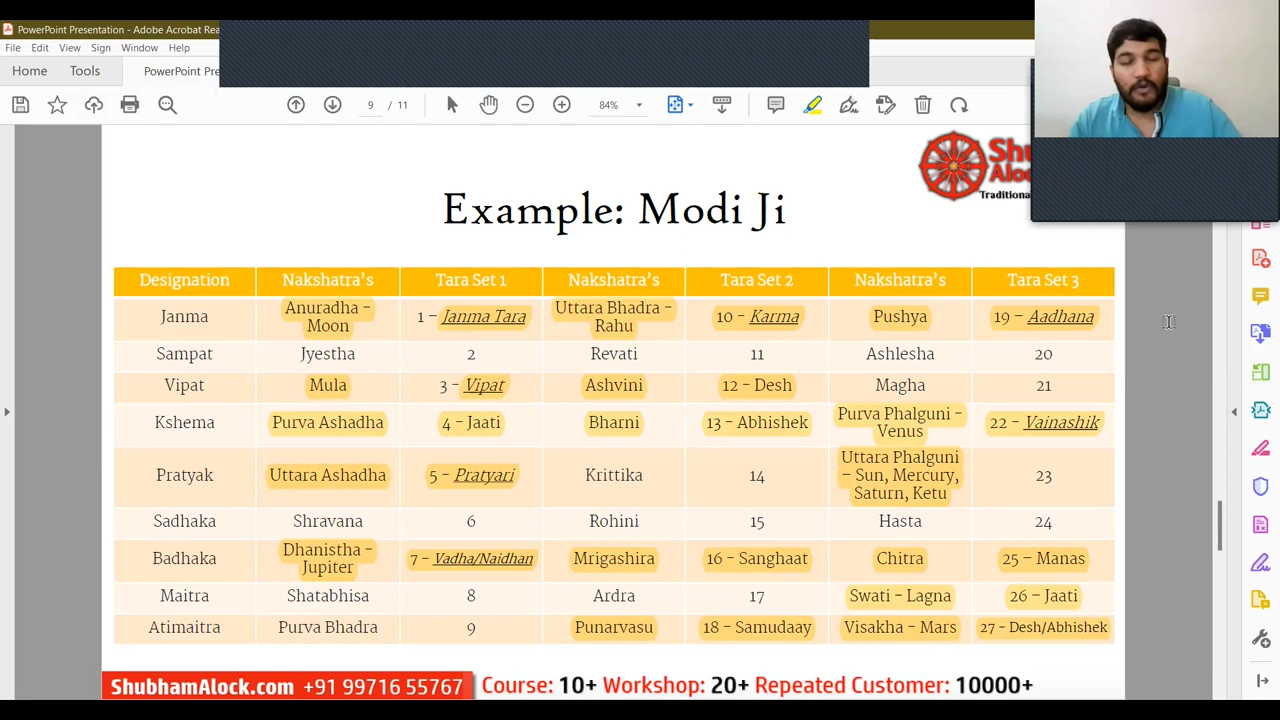 PowerPoint Presentation - Adobe Acrobat Rea
File Edit View Sign Window Help
Home Tools PowerPoint Pre
9 / 11 84%
Shu
Aloc
Traditional
Example: Modi Ji
Designation Nakshatra's Tara Set 1 Nakshatra's Tara Set 2 Nakshatra's Tara Set 3
Janma Anuradha - Moon 1 – Janma Tara Uttara Bhadra - Rahu 10 - Karma Pushya 19 – Aadhana
Sampat Jyestha 2 Revati 11 Ashlesha 20
Vipat Mula 3 - Vipat Ashvini 12 - Desh Magha 21
Kshema Purva Ashadha 4 - Jaati Bharni 13 - Abhishek Purva Phalguni - Venus 22 - Vainashik
Pratyak Uttara Ashadha 5 - Pratyari Krittika 14 Uttara Phalguni – Sun, Mercury, Saturn, Ketu 23
Sadhaka Shravana 6 Rohini 15 Hasta 24
Badhaka Dhanistha - Jupiter 7 - Vadha/Naidhan Mrigashira 16 - Sanghaat Chitra 25 – Manas
Maitra Shatabhisa 8 Ardra 17 Swati - Lagna 26 – Jaati
Atimaitra Purva Bhadra 9 Punarvasu 18 - Samudaay Visakha - Mars 27 - Desh/Abhishek
ShubhamAlock.com +91 99716 55767 Course: 10+ Workshop: 20+ Repeated Customer: 10000+